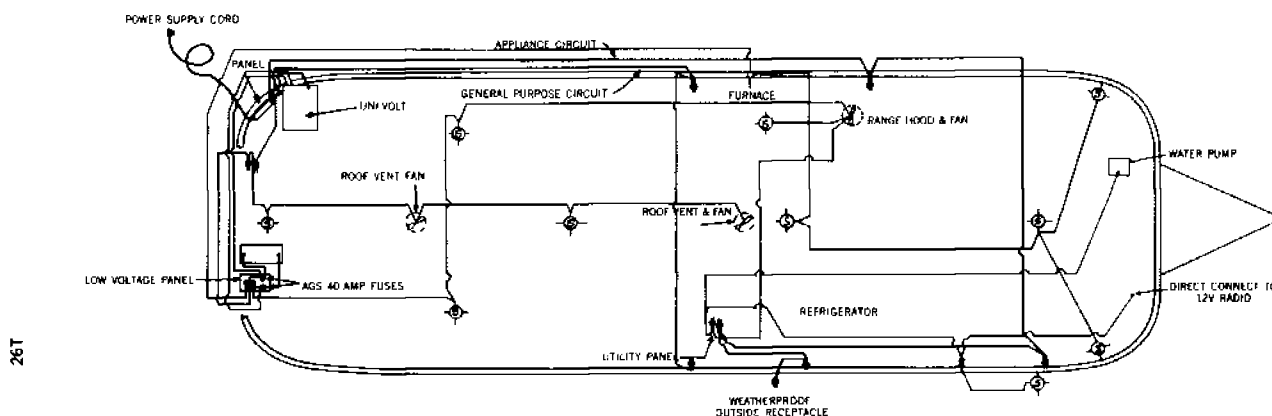 POWER SUPPLY CORD
APPLIANCE CIRCUIT
PANEL
GENERAL PURPOSE CIRCUIT
FURNACE
UNIVOLT
RANGE HOOD & FAN
WATER PUMP
ROOF VENT FAN
ROOF VENT & FAN
LOW VOLTAGE PANEL
AGS 40 AMP FUSES
DIRECT CONNECT TO
12V RADIO
REFRIGERATOR
UTILITY PANEL
WEATHERPROOF
OUTSIDE RECEPTACLE
26T
S
S
S
S
S
S
S
S
S
S
S